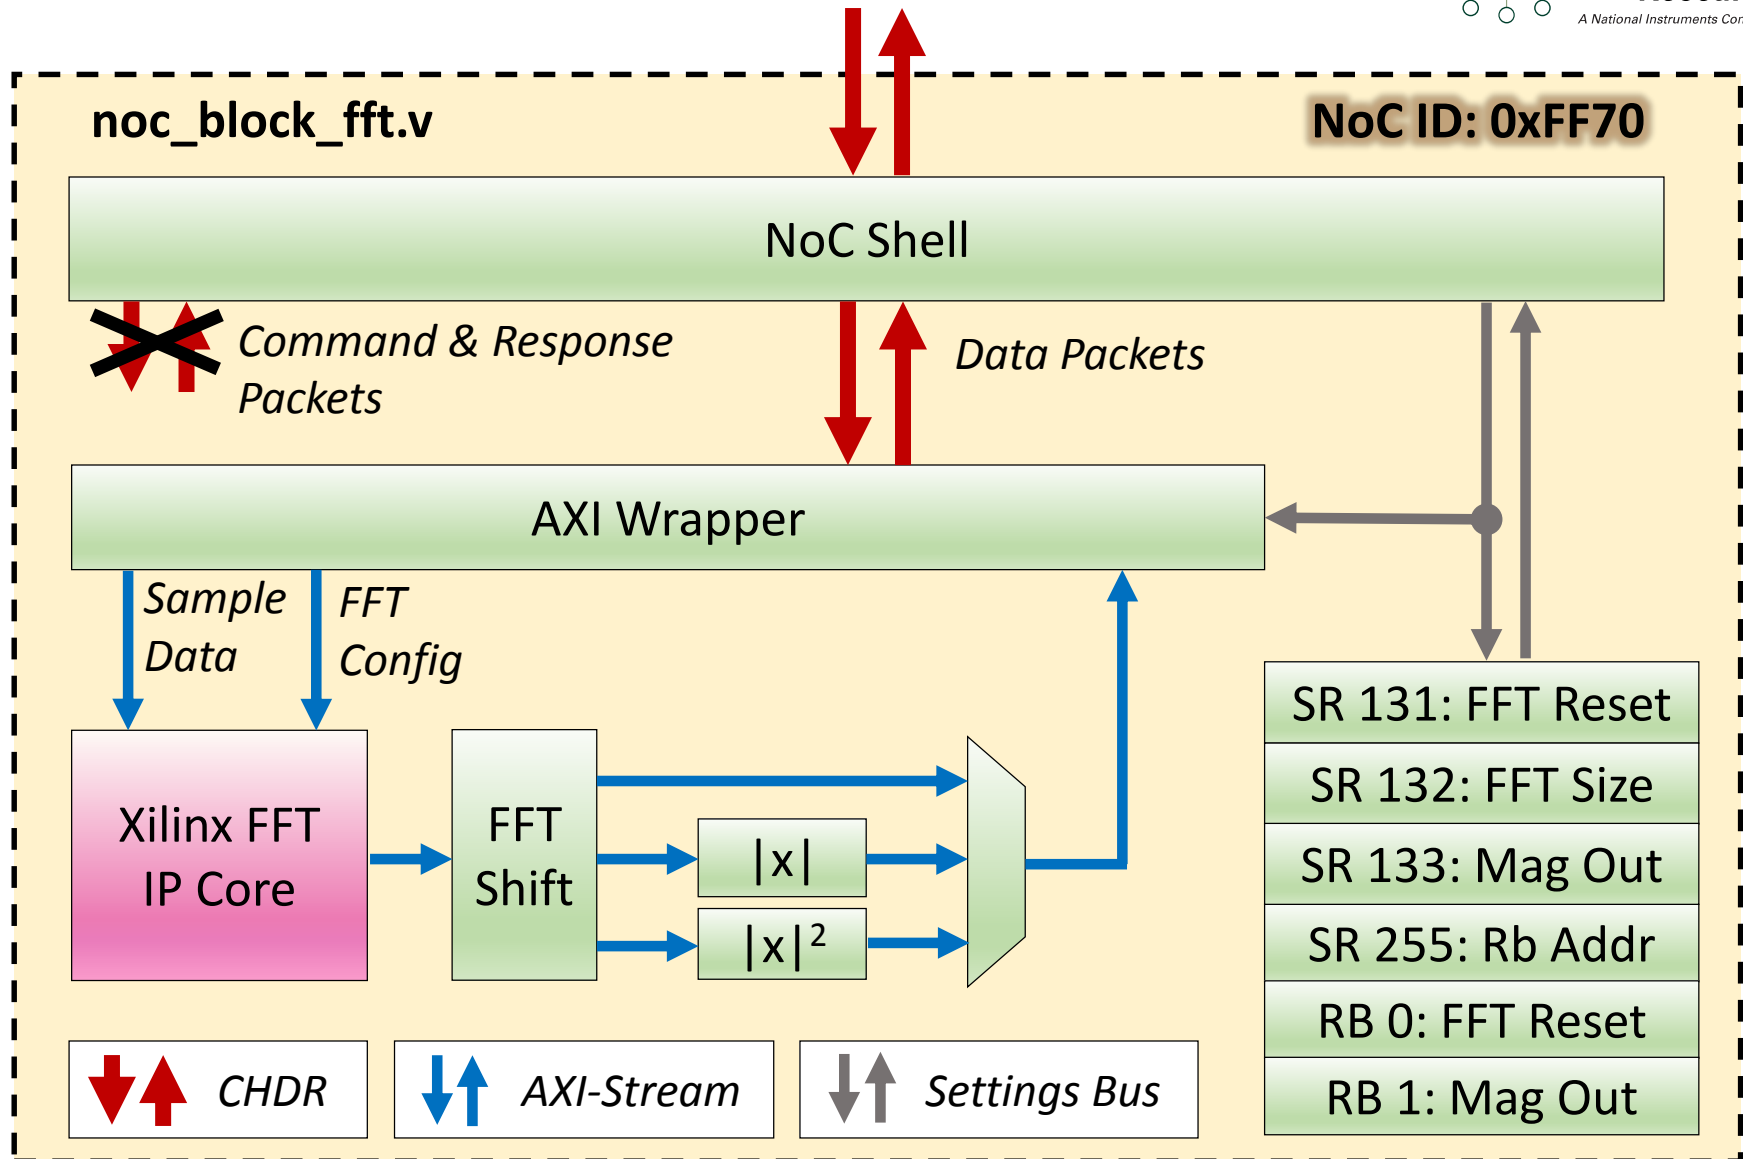 A National Instruments
noc_block_fft.v
NoC ID: 0xFF70
NoC Shell
Command & Response
Packets
Data Packets
AXI Wrapper
Sample
Data
FFT
Config
Xilinx FFT
IP Core
FFT
Shift
|x|
|x|²
SR 131: FFT Reset
SR 132: FFT Size
SR 133: Mag Out
SR 255: Rb Addr
RB 0: FFT Reset
RB 1: Mag Out
CHDR
AXI-Stream
Settings Bus